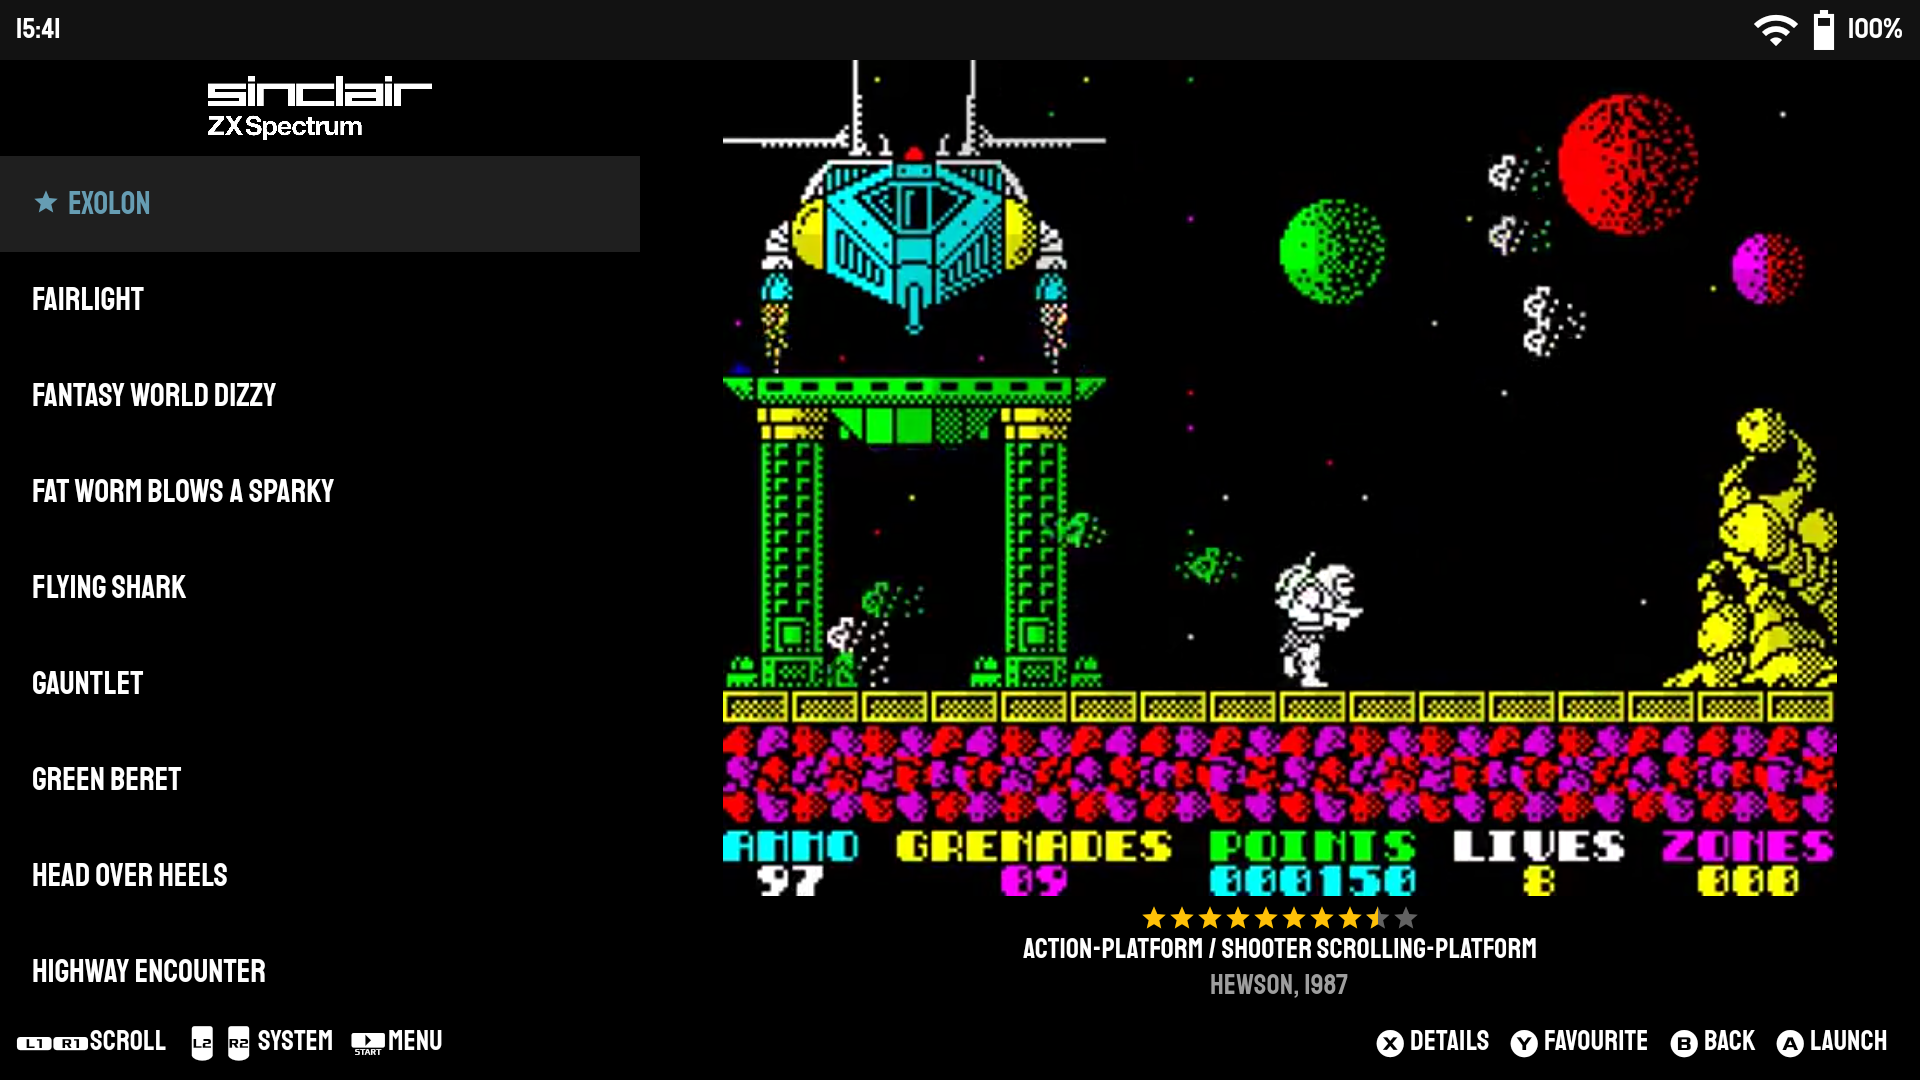 15:41
100%
sinclair
ZX Spectrum
EXOLON
FAIRLIGHT
FANTASY WORLD DIZZY
FAT WORM BLOWS A SPARKY
FLYING SHARK
GAUNTLET
GREEN BERET
HEAD OVER HEELS
HIGHWAY ENCOUNTER
AMMO GRENADES POINTS LIVES ZONES
97 09 000150 8 000
ACTION-PLATFORM / SHOOTER SCROLLING-PLATFORM
HEWSON, 1987
L1 R1 SCROLL L2 R2 SYSTEM START MENU
X DETAILS Y FAVOURITE B BACK A LAUNCH